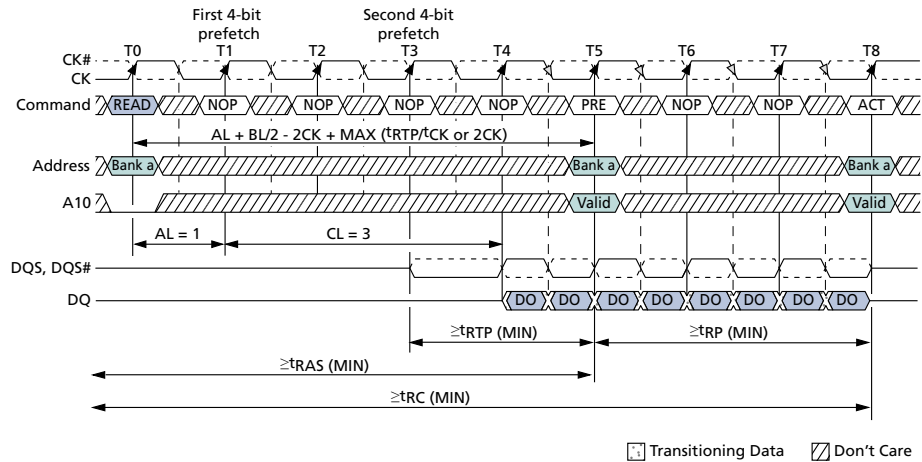 First 4-bit prefetch
Second 4-bit prefetch
T0 T1 T2 T3 T4 T5 T6 T7 T8
CK#
CK
Command READ NOP NOP NOP NOP PRE NOP NOP ACT
AL + BL/2 - 2CK + MAX (tRTP/tCK or 2CK)
Address Bank a Bank a Bank a
A10 Valid Valid
AL = 1 CL = 3
DQS, DQS#
DQ DO DO DO DO DO DO DO DO
≥tRTP (MIN) ≥tRP (MIN)
≥tRAS (MIN)
≥tRC (MIN)
Transitioning Data Don't Care